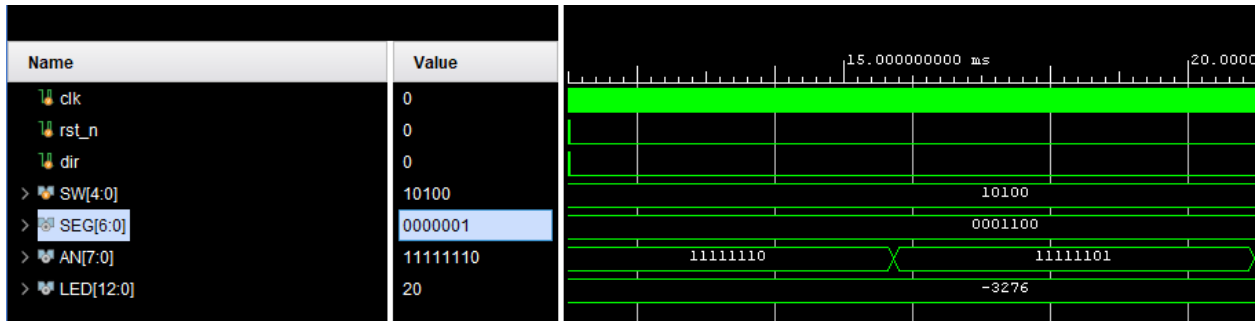 Name Value 15.000000000 ms 20.0000
clk 0
rst_n 0
dir 0
SW[4:0] 10100 10100
SEG[6:0] 0000001 0001100
AN[7:0] 11111110 11111110 11111101
LED[12:0] 20 -3276